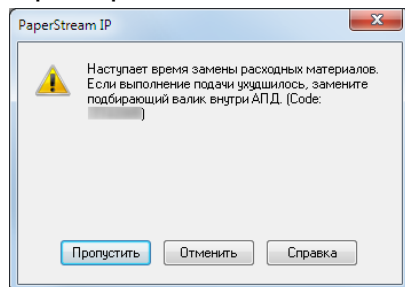 PaperStream IP
Наступает время замены расходных материалов.
Если выполнение подачи ухудшилось, замените
подбирающий валик внутри АПД. (Code:
)
Пропустить Отменить Справка